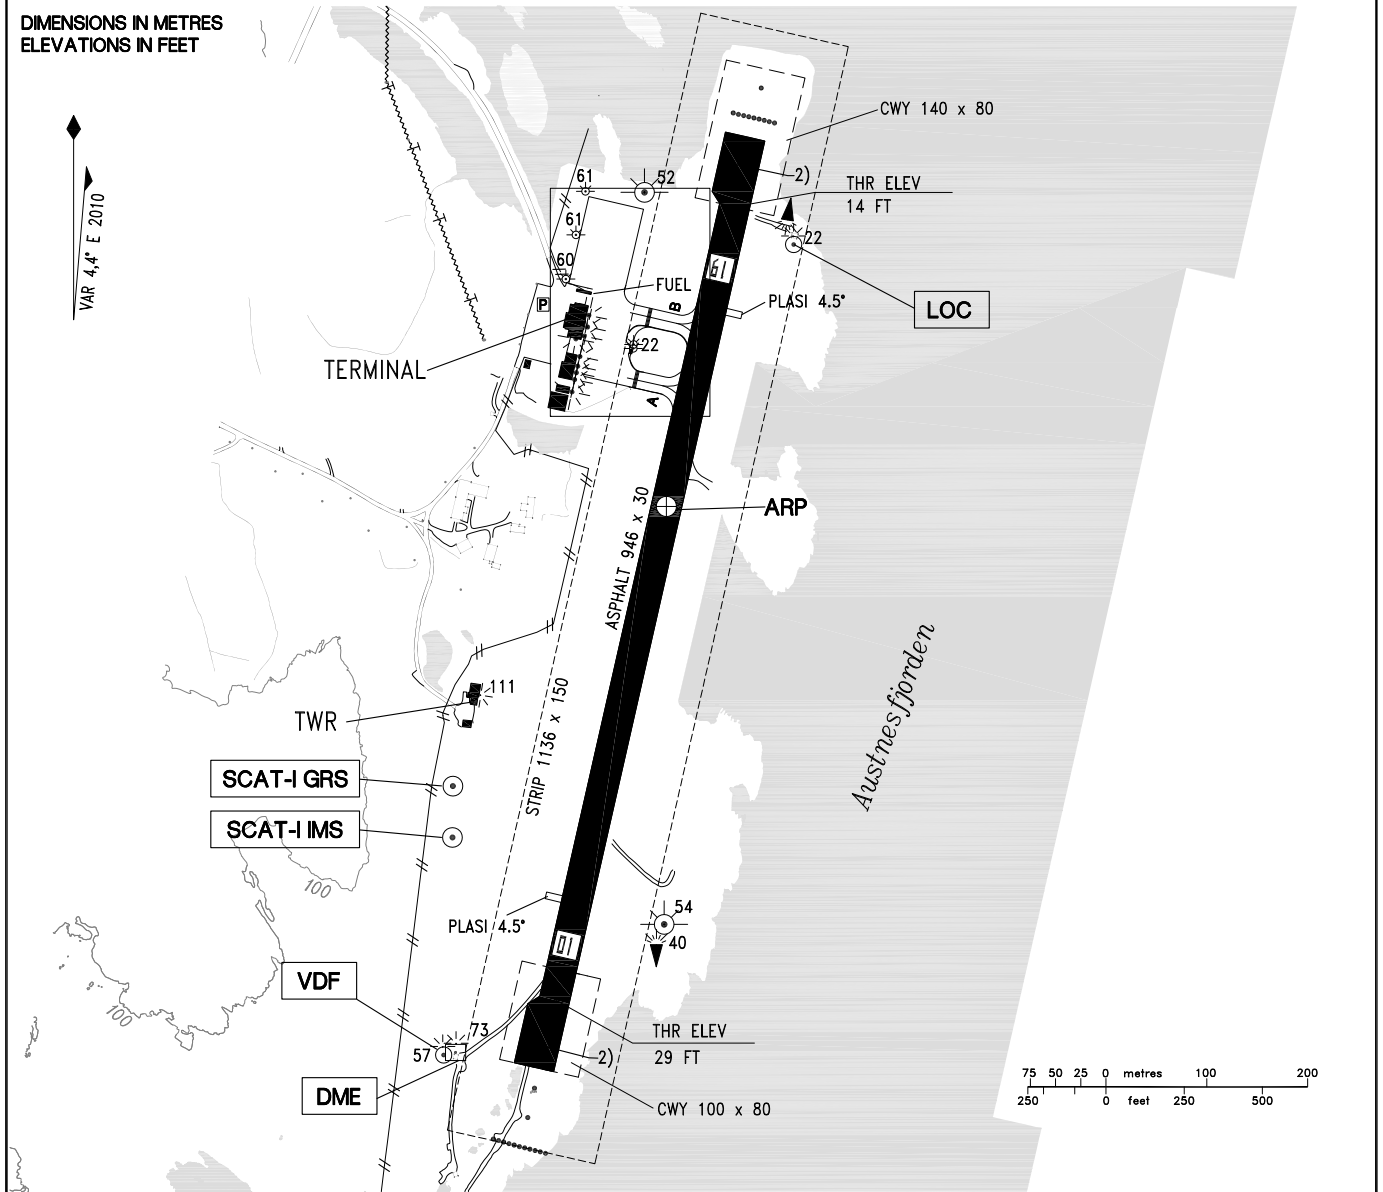 DIMENSIONS IN METRES
ELEVATIONS IN FEET
VAR 4,4° E 2010
CWY 140 x 80
2)
THR ELEV
14 FT
61
52
61
60
22
FUEL
P
B
19
PLASI 4.5°
LOC
TERMINAL
22
A
ARP
ASPHALT 946 x 30
STRIP 1136 x 150
Austnesfjorden
111
TWR
SCAT-I GRS
SCAT-I IMS
100
54
40
PLASI 4.5°
01
VDF
100
73
57
THR ELEV
29 FT
2)
DME
CWY 100 x 80
75 50 25 0 metres 100 200
250 0 feet 250 500